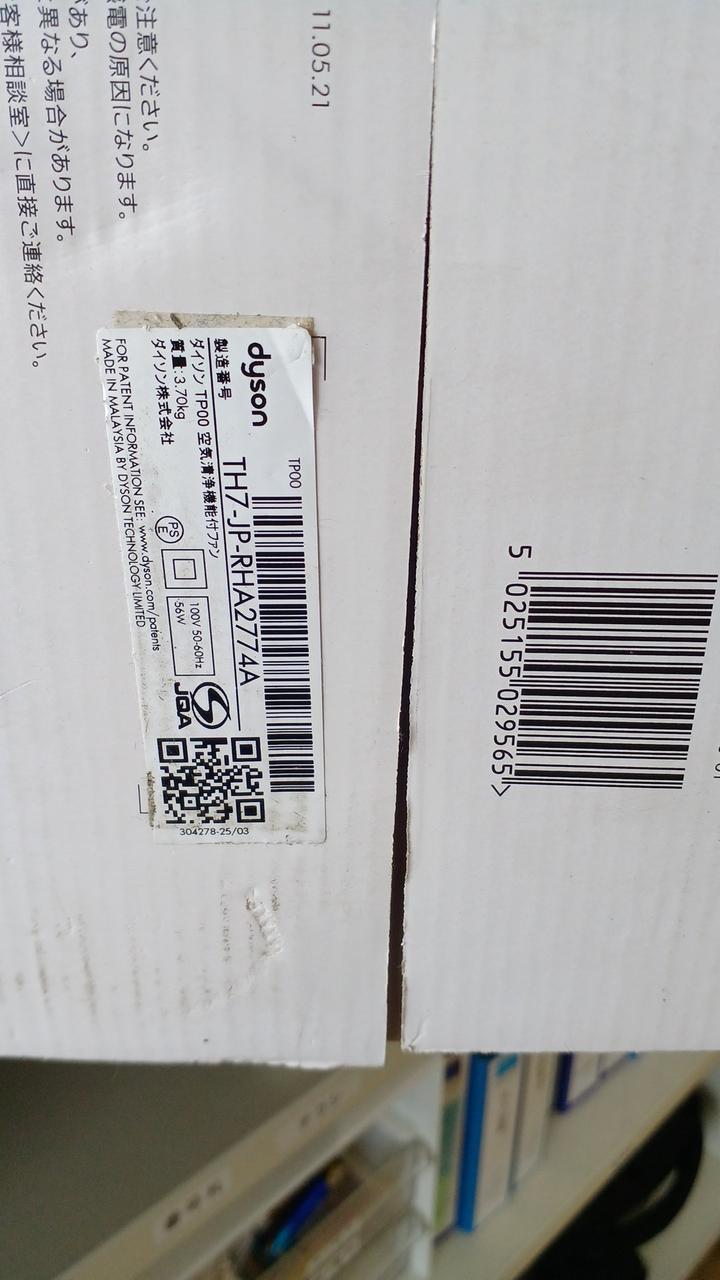 11.05.21
注意ください。
電の原因になります。
があり、
異なる場合があります。
客様相談室＞に直接ご連絡ください。
dyson
TP00
製造番号
TH7-JP-RHA2774A
ダイソン TP00 空気清浄機能付ファン
質量:3.70kg
ダイソン株式会社
PS
E
100V 50-60Hz
56W
JQA
FOR PATENT INFORMATION SEE: www.dyson.com/patents
MADE IN MALAYSIA BY DYSON TECHNOLOGY LIMITED
304278-25/03
5 025155 029565 >